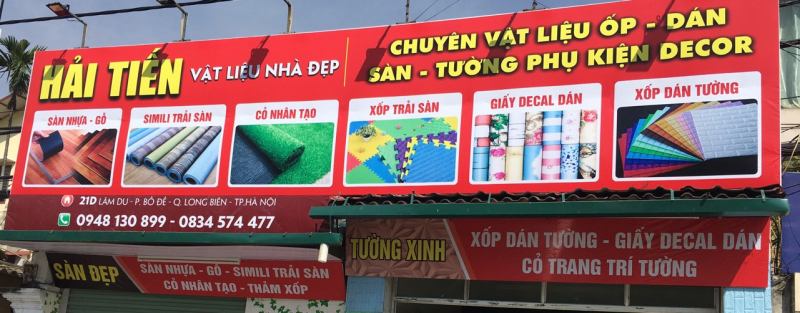 HẢI TIẾN
VẬT LIỆU NHÀ ĐẸP
CHUYÊN VẬT LIỆU ỐP - DÁN
SÀN - TƯỜNG PHỤ KIỆN DECOR
SÀN NHỰA - GỖ
SIMILI TRẢI SÀN
CỎ NHÂN TẠO
XỐP TRẢI SÀN
GIẤY DECAL DÁN
XỐP DÁN TƯỜNG
21D LÂM DU - P. BỒ ĐỀ - Q. LONG BIÊN - TP.HÀ NỘI
0948 130 899 - 0834 574 477
SÀN ĐẸP
SÀN NHỰA - GỖ - SIMILI TRẢI SÀN
CỎ NHÂN TẠO - THẢM XỐP
TƯỜNG XINH
XỐP DÁN TƯỜNG - GIẤY DECAL DÁN
CỎ TRANG TRÍ TƯỜNG